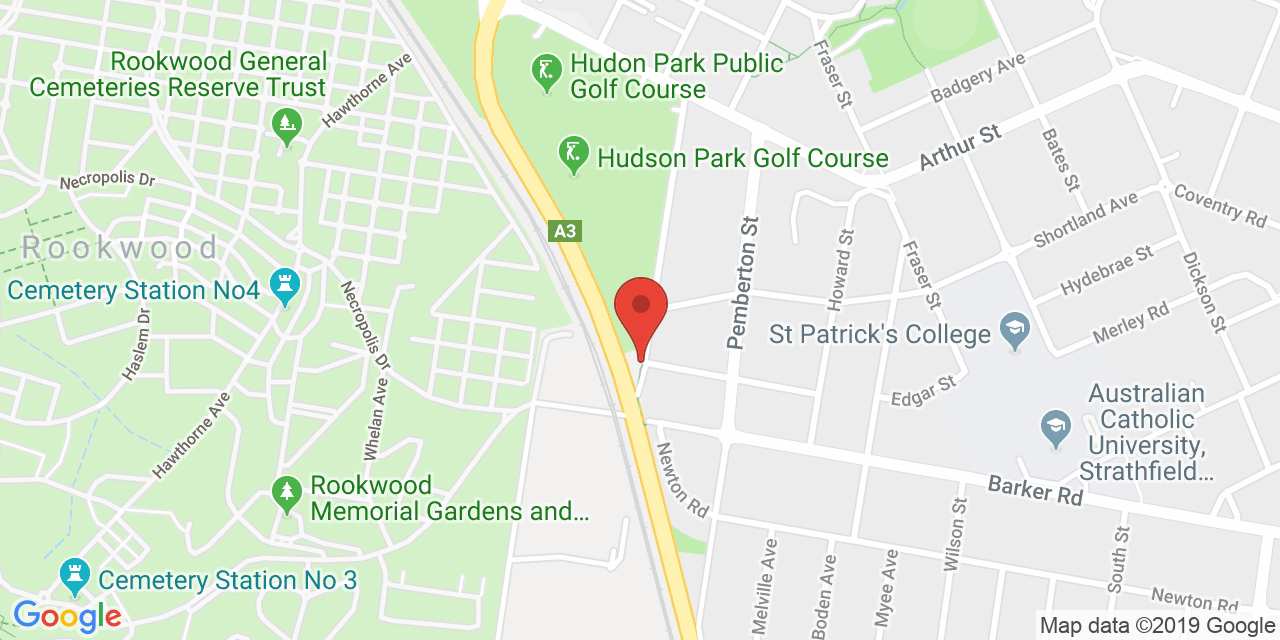 Rookwood General
Cemeteries Reserve Trust
Hawthorne Ave
Necropolis Dr
Rookwood
Cemetery Station No4
Haslem Dr
Necropolis Dr
Whelan Ave
Hawthorne Ave
Rookwood
Memorial Gardens and...
Cemetery Station No 3
Google
Hudon Park Public
Golf Course
Hudson Park Golf Course
A3
Fraser St
Badgery Ave
Arthur St
Bates St
Shortland Ave
Coventry Rd
Pemberton St
Howard St
Fraser St
Hydebrae St
Dickson St
Merley Rd
St Patrick's College
Edgar St
Australian
Catholic
University,
Strathfield...
Newton Rd
Barker Rd
Wilson St
South St
Melville Ave
Boden Ave
Myee Ave
Newton Rd
Map data ©2019 Google